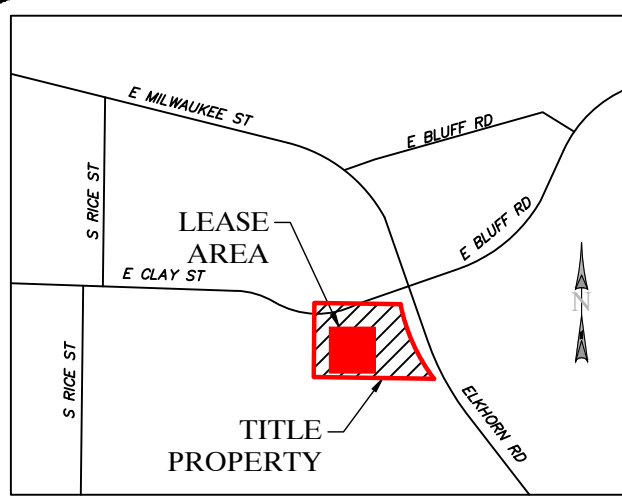 E MILWAUKEE ST
E BLUFF RD
S RICE ST
LEASE
AREA
E BLUFF RD
E CLAY ST
N
S RICE ST
ELKHORN RD
TITLE
PROPERTY